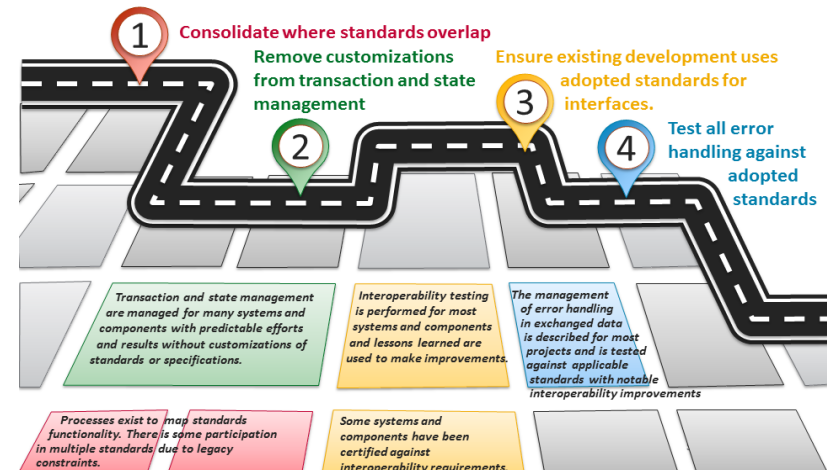 1
Consolidate where standards overlap
2
Remove customizations
from transaction and state
management
3
Ensure existing development uses
adopted standards for
interfaces.
4
Test all error
handling against
adopted
standards
Transaction and state management
are managed for many systems and
components with predictable efforts
and results without customizations of
standards or specifications.
Interoperability testing
is performed for most
systems and components
and lessons learned are
used to make improvements.
The management
of error handling
in exchanged data
is described for most
projects and is tested
against applicable
standards with notable
interoperability improvements
Processes exist to map standards
functionality. There is some participation
in multiple standards due to legacy
constraints.
Some systems and
components have been
certified against
interoperability requirements.